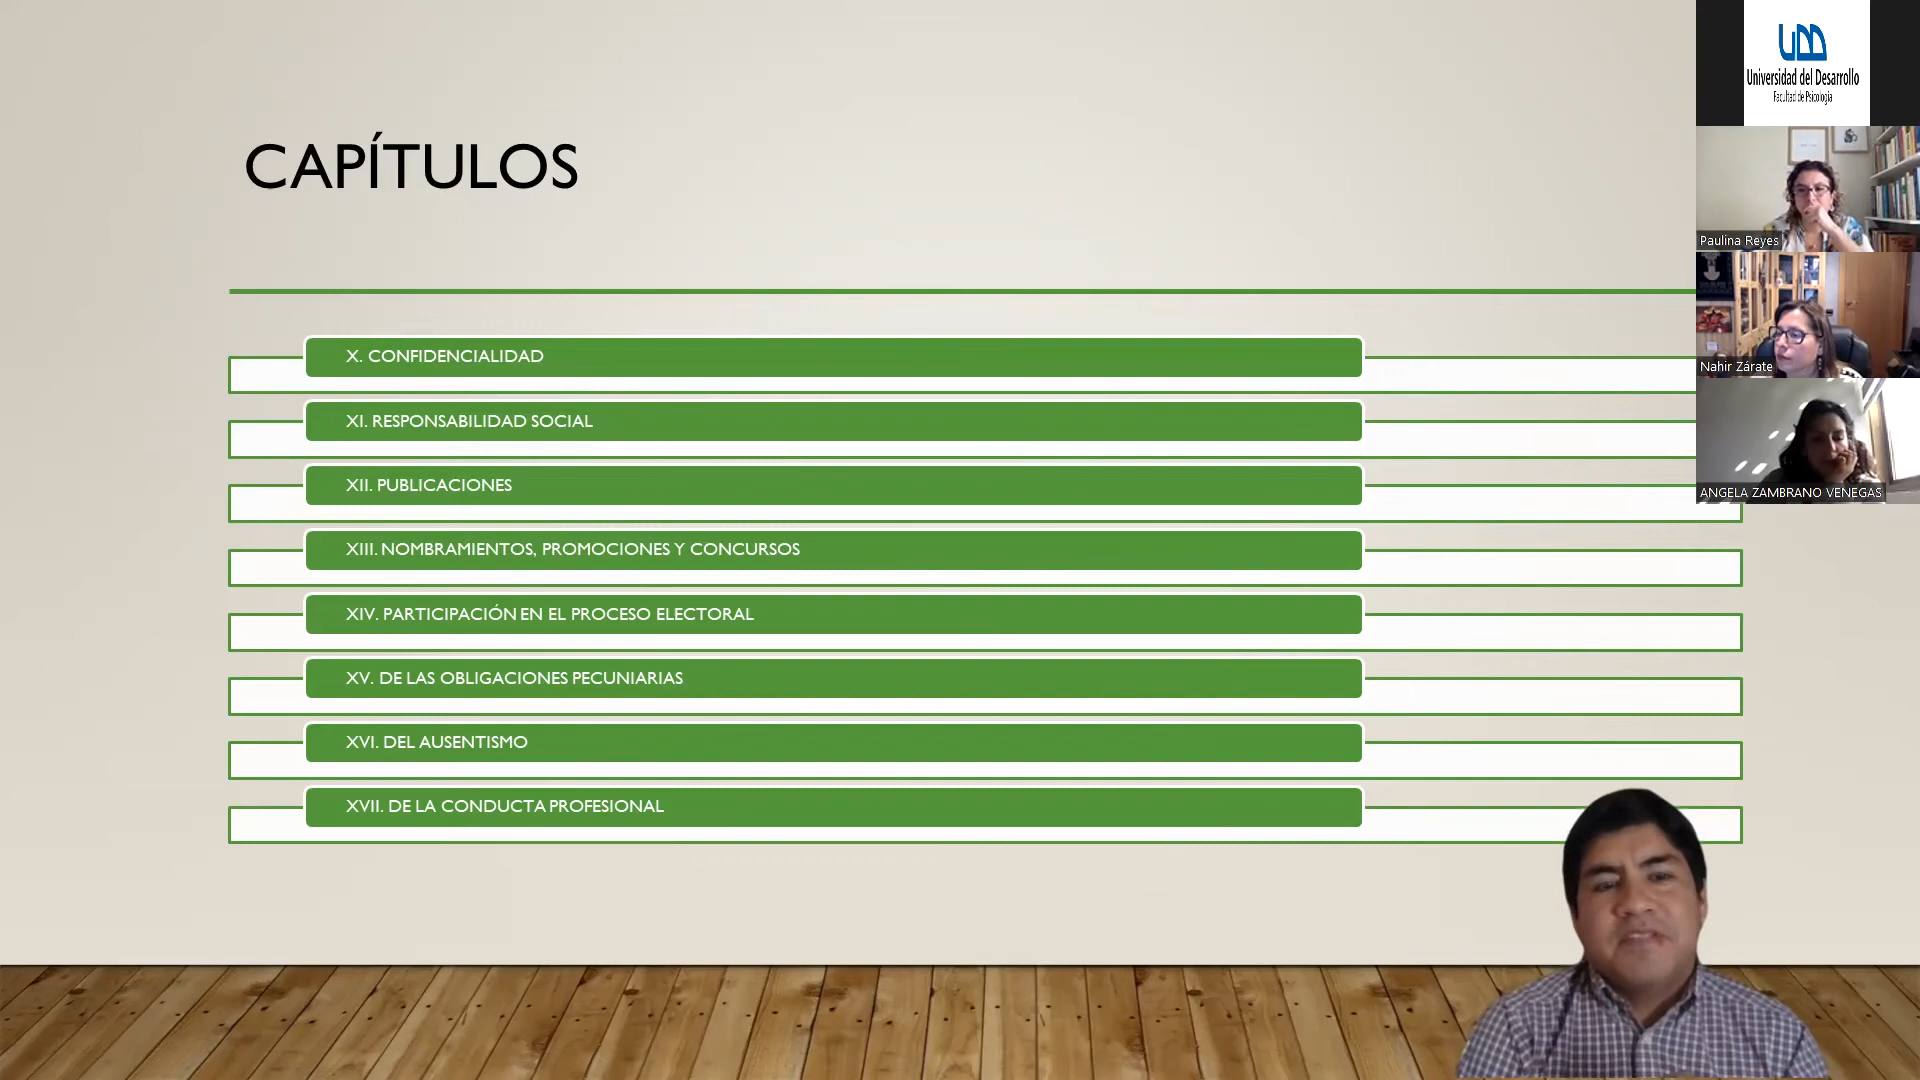 CAPÍTULOS
X. CONFIDENCIALIDAD
XI. RESPONSABILIDAD SOCIAL
XII. PUBLICACIONES
XIII. NOMBRAMIENTOS, PROMOCIONES Y CONCURSOS
XIV. PARTICIPACIÓN EN EL PROCESO ELECTORAL
XV. DE LAS OBLIGACIONES PECUNIARIAS
XVI. DEL AUSENTISMO
XVII. DE LA CONDUCTA PROFESIONAL
Universidad del Desarrollo
Facultad de Psicología
Paulina Reyes
Nahir Zárate
ANGELA ZAMBRANO VENEGAS